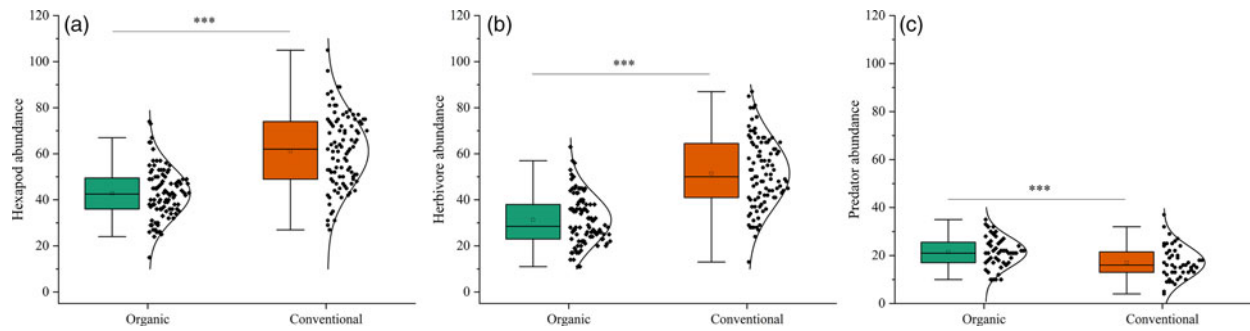 (a)
***
Hexapod abundance
120
100
80
60
40
20
0
Organic
Conventional
(b)
***
Herbivore abundance
120
100
80
60
40
20
0
Organic
Conventional
(c)
***
Predator abundance
120
100
80
60
40
20
0
Organic
Conventional